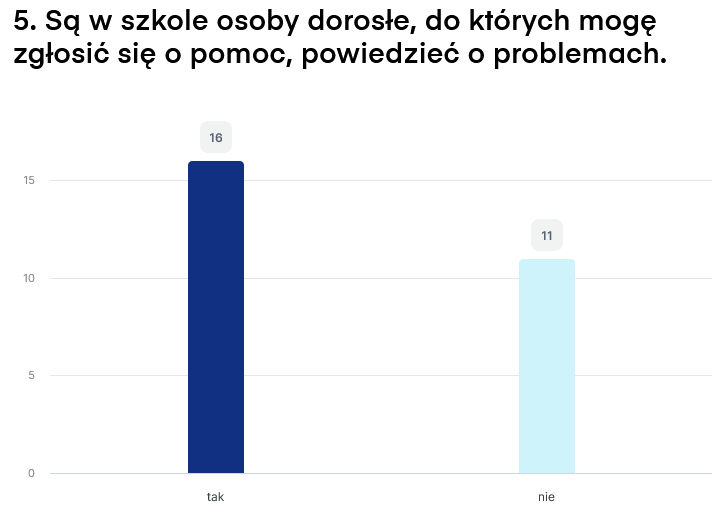 5. Są w szkole osoby dorosłe, do których mogę
zgłosić się o pomoc, powiedzieć o problemach.
16
15
11
10
5
0
tak
nie